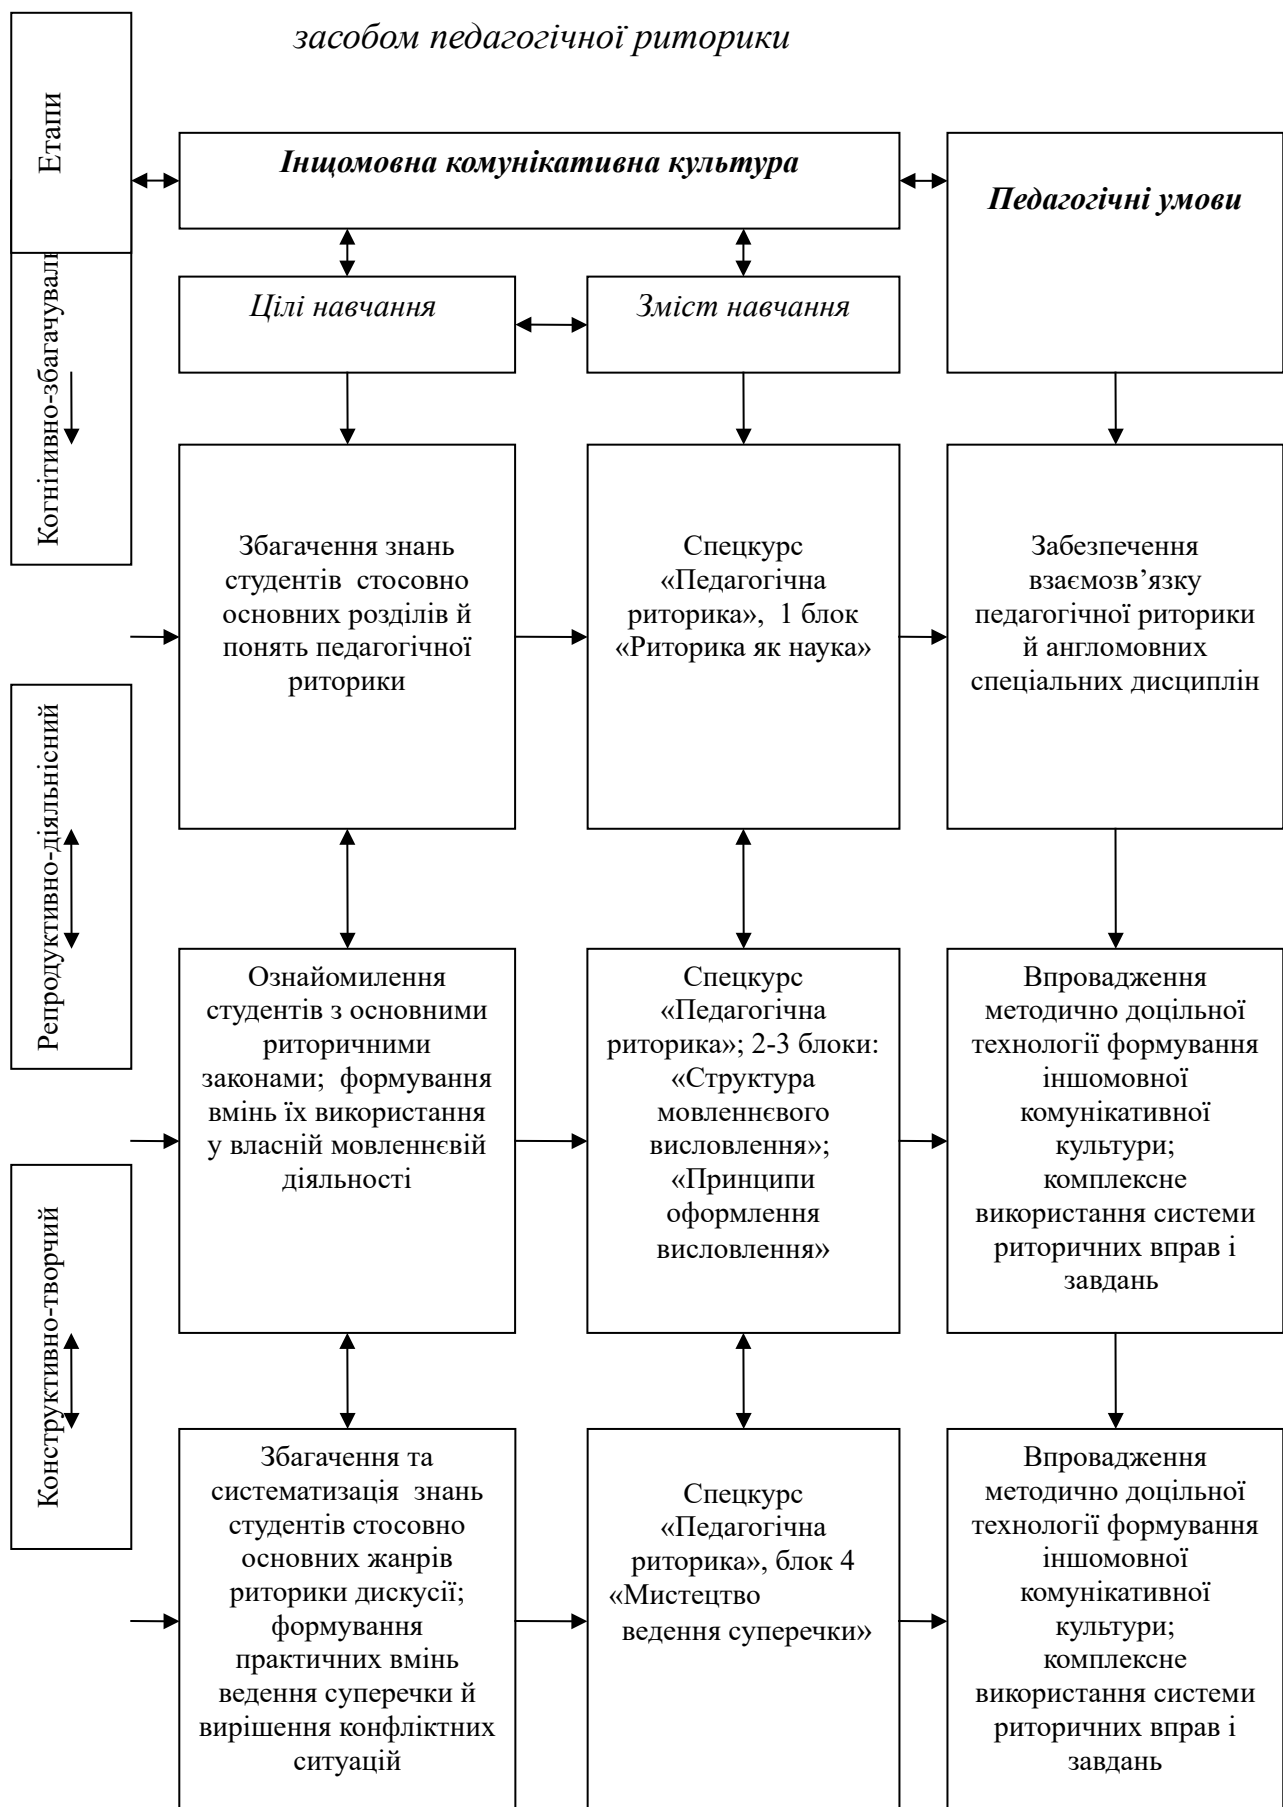 засобом педагогічної риторики
Етапи
Інщомовна комунікативна культура
Педагогічні умови
Цілі навчання
Зміст навчання
Когнітивно-збагачувалн
Збагачення знань
студентів стосовно
основних розділів й
понять педагогічної
риторики
Спецкурс
«Педагогічна
риторика», 1 блок
«Риторика як наука»
Забезпечення
взаємозв’язку
педагогічної риторики
й англомовних
спеціальних дисциплін
Репродуктивно-діяльнісний
Ознайомилення
студентів з основними
риторичними
законами; формування
вмінь їх використання
у власній мовленнєвій
діяльності
Спецкурс
«Педагогічна
риторика»; 2-3 блоки:
«Структура
мовленнєвого
висловлення»;
«Принципи
оформлення
висловлення»
Впровадження
методично доцільної
технології формування
іншомовної
комунікативної
культури;
комплексне
використання системи
риторичних вправ і
завдань
Конструктивно-творчий
Збагачення та
систематизація знань
студентів стосовно
основних жанрів
риторики дискусії;
формування
практичних вмінь
ведення суперечки й
вирішення конфліктних
ситуацій
Спецкурс
«Педагогічна
риторика», блок 4
«Мистецтво
ведення суперечки»
Впровадження
методично доцільної
технології формування
іншомовної
комунікативної
культури;
комплексне
використання системи
риторичних вправ і
завдань